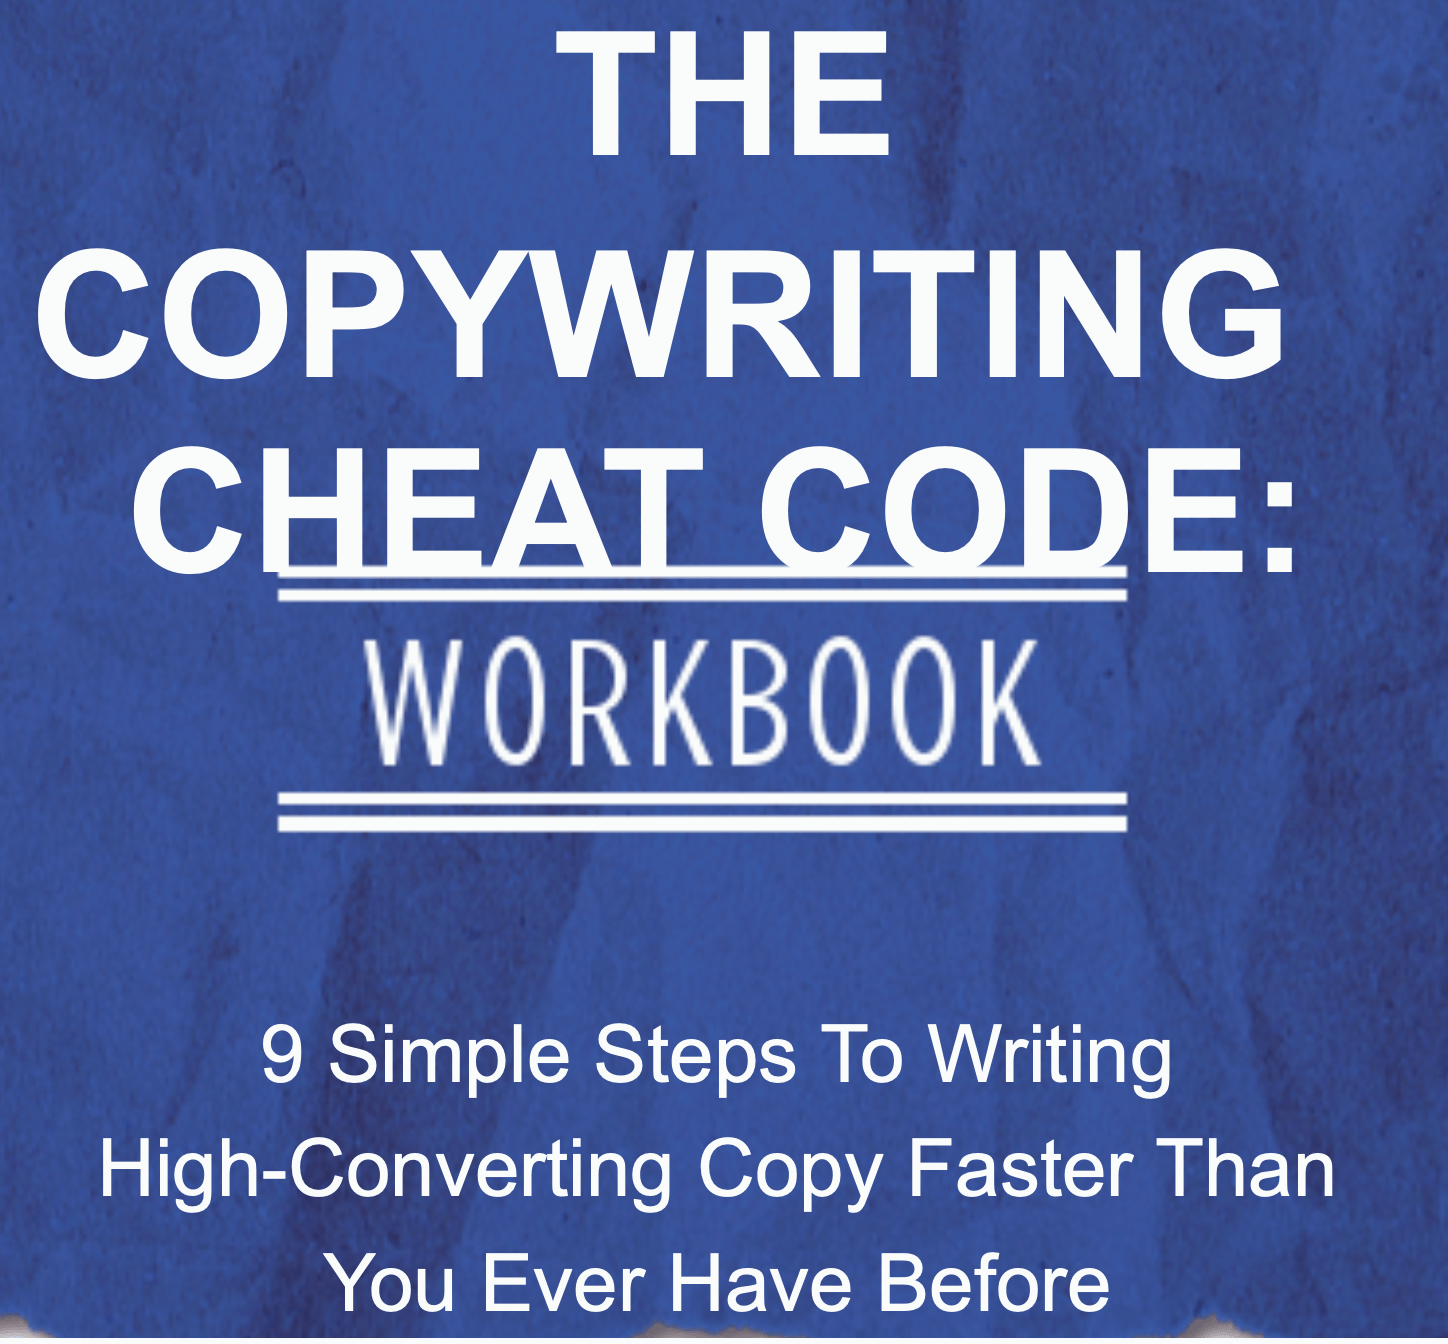 THE
COPYWRITING
CHEAT CODE:
WORKBOOK
9 Simple Steps To Writing
High-Converting Copy Faster Than
You Ever Have Before